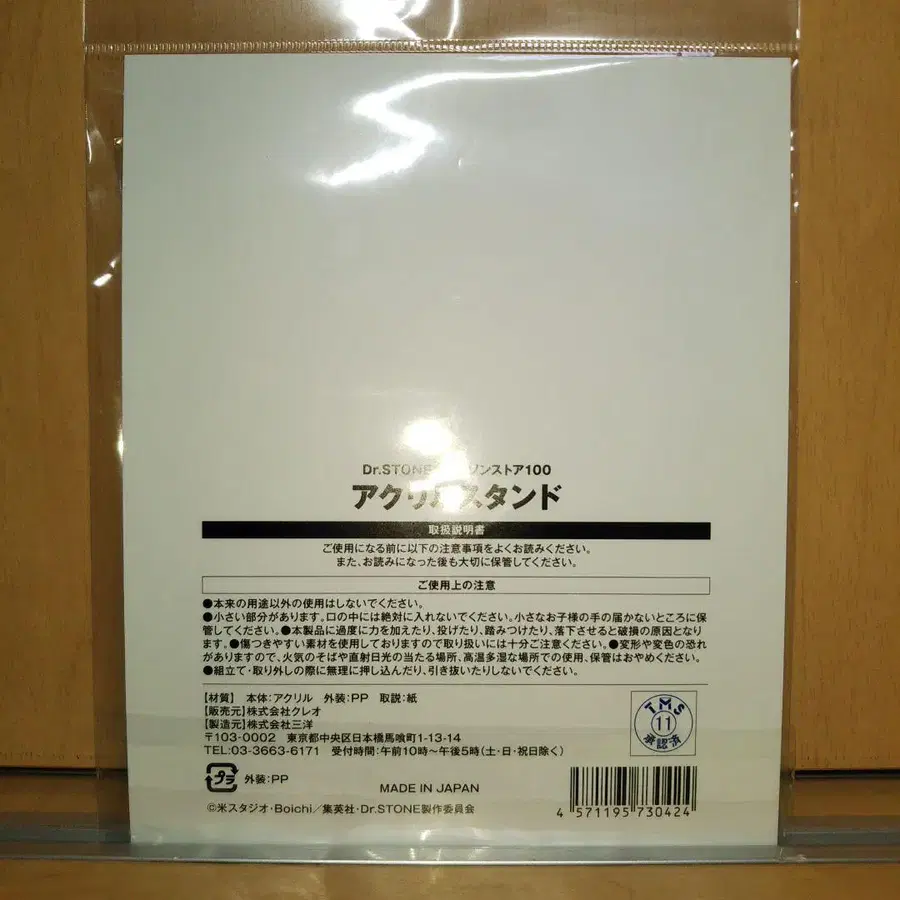 Dr.STONE ソンストア100
アクリルスタンド
取扱説明書
ご使用になる前に以下の注意事項をよくお読みください。
また、お読みになった後も大切に保管してください。
ご使用上の注意
●本来の用途以外の使用はしないでください。
●小さい部分があります。口の中には絶対に入れないでください。小さなお子様の手の届かないところに保
管してください。●本製品に過度に力を加えたり、投げたり、踏みつけたり、落下させると破損の原因となり
ます。●傷つきやすい素材を使用しておりますので取り扱いには十分ご注意ください。●変形や変色の恐れ
がありますので、火気のそばや直射日光の当たる場所、高温多湿な場所での使用、保管はおやめください。
●組立て・取り外しの際に無理に押し込んだり、引き抜いたりしないでください。
【材質】 本体:アクリル 外装:PP 取説:紙
【販売元】株式会社クレオ
【製造元】株式会社三洋
〒103-0002 東京都中央区日本橋馬喰町1-13-14
TEL:03-3663-6171 受付時間:午前10時〜午後5時(土・日・祝日除く)
TMS
11
承認済
プラ 外装:PP
MADE IN JAPAN
©米スタジオ・Boichi／集英社・Dr.STONE製作委員会
4 571195 730424